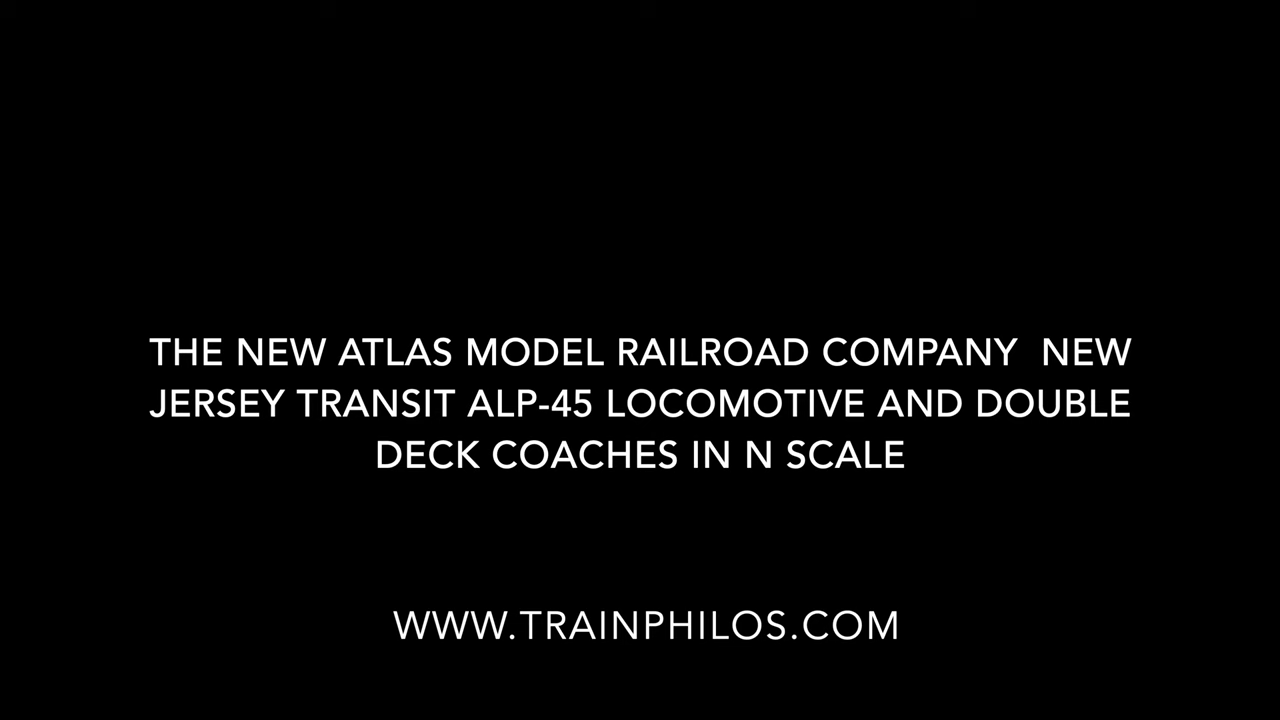 THE NEW ATLAS MODEL RAILROAD COMPANY  NEW
JERSEY TRANSIT ALP-45 LOCOMOTIVE AND DOUBLE
DECK COACHES IN N SCALE
WWW.TRAINPHILOS.COM